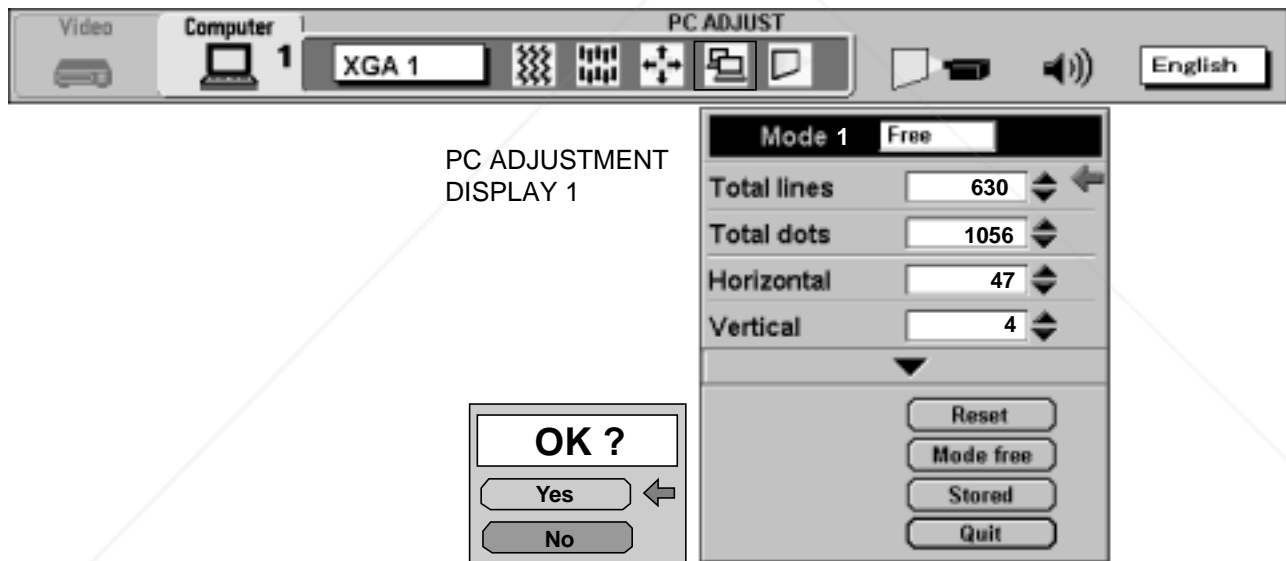 Video
Computer
1
PC ADJUST
XGA 1
English
PC ADJUSTMENT
DISPLAY 1
Mode 1 Free
Total lines 630
Total dots 1056
Horizontal 47
Vertical 4
Reset
Mode free
Stored
Quit
OK ?
Yes
No